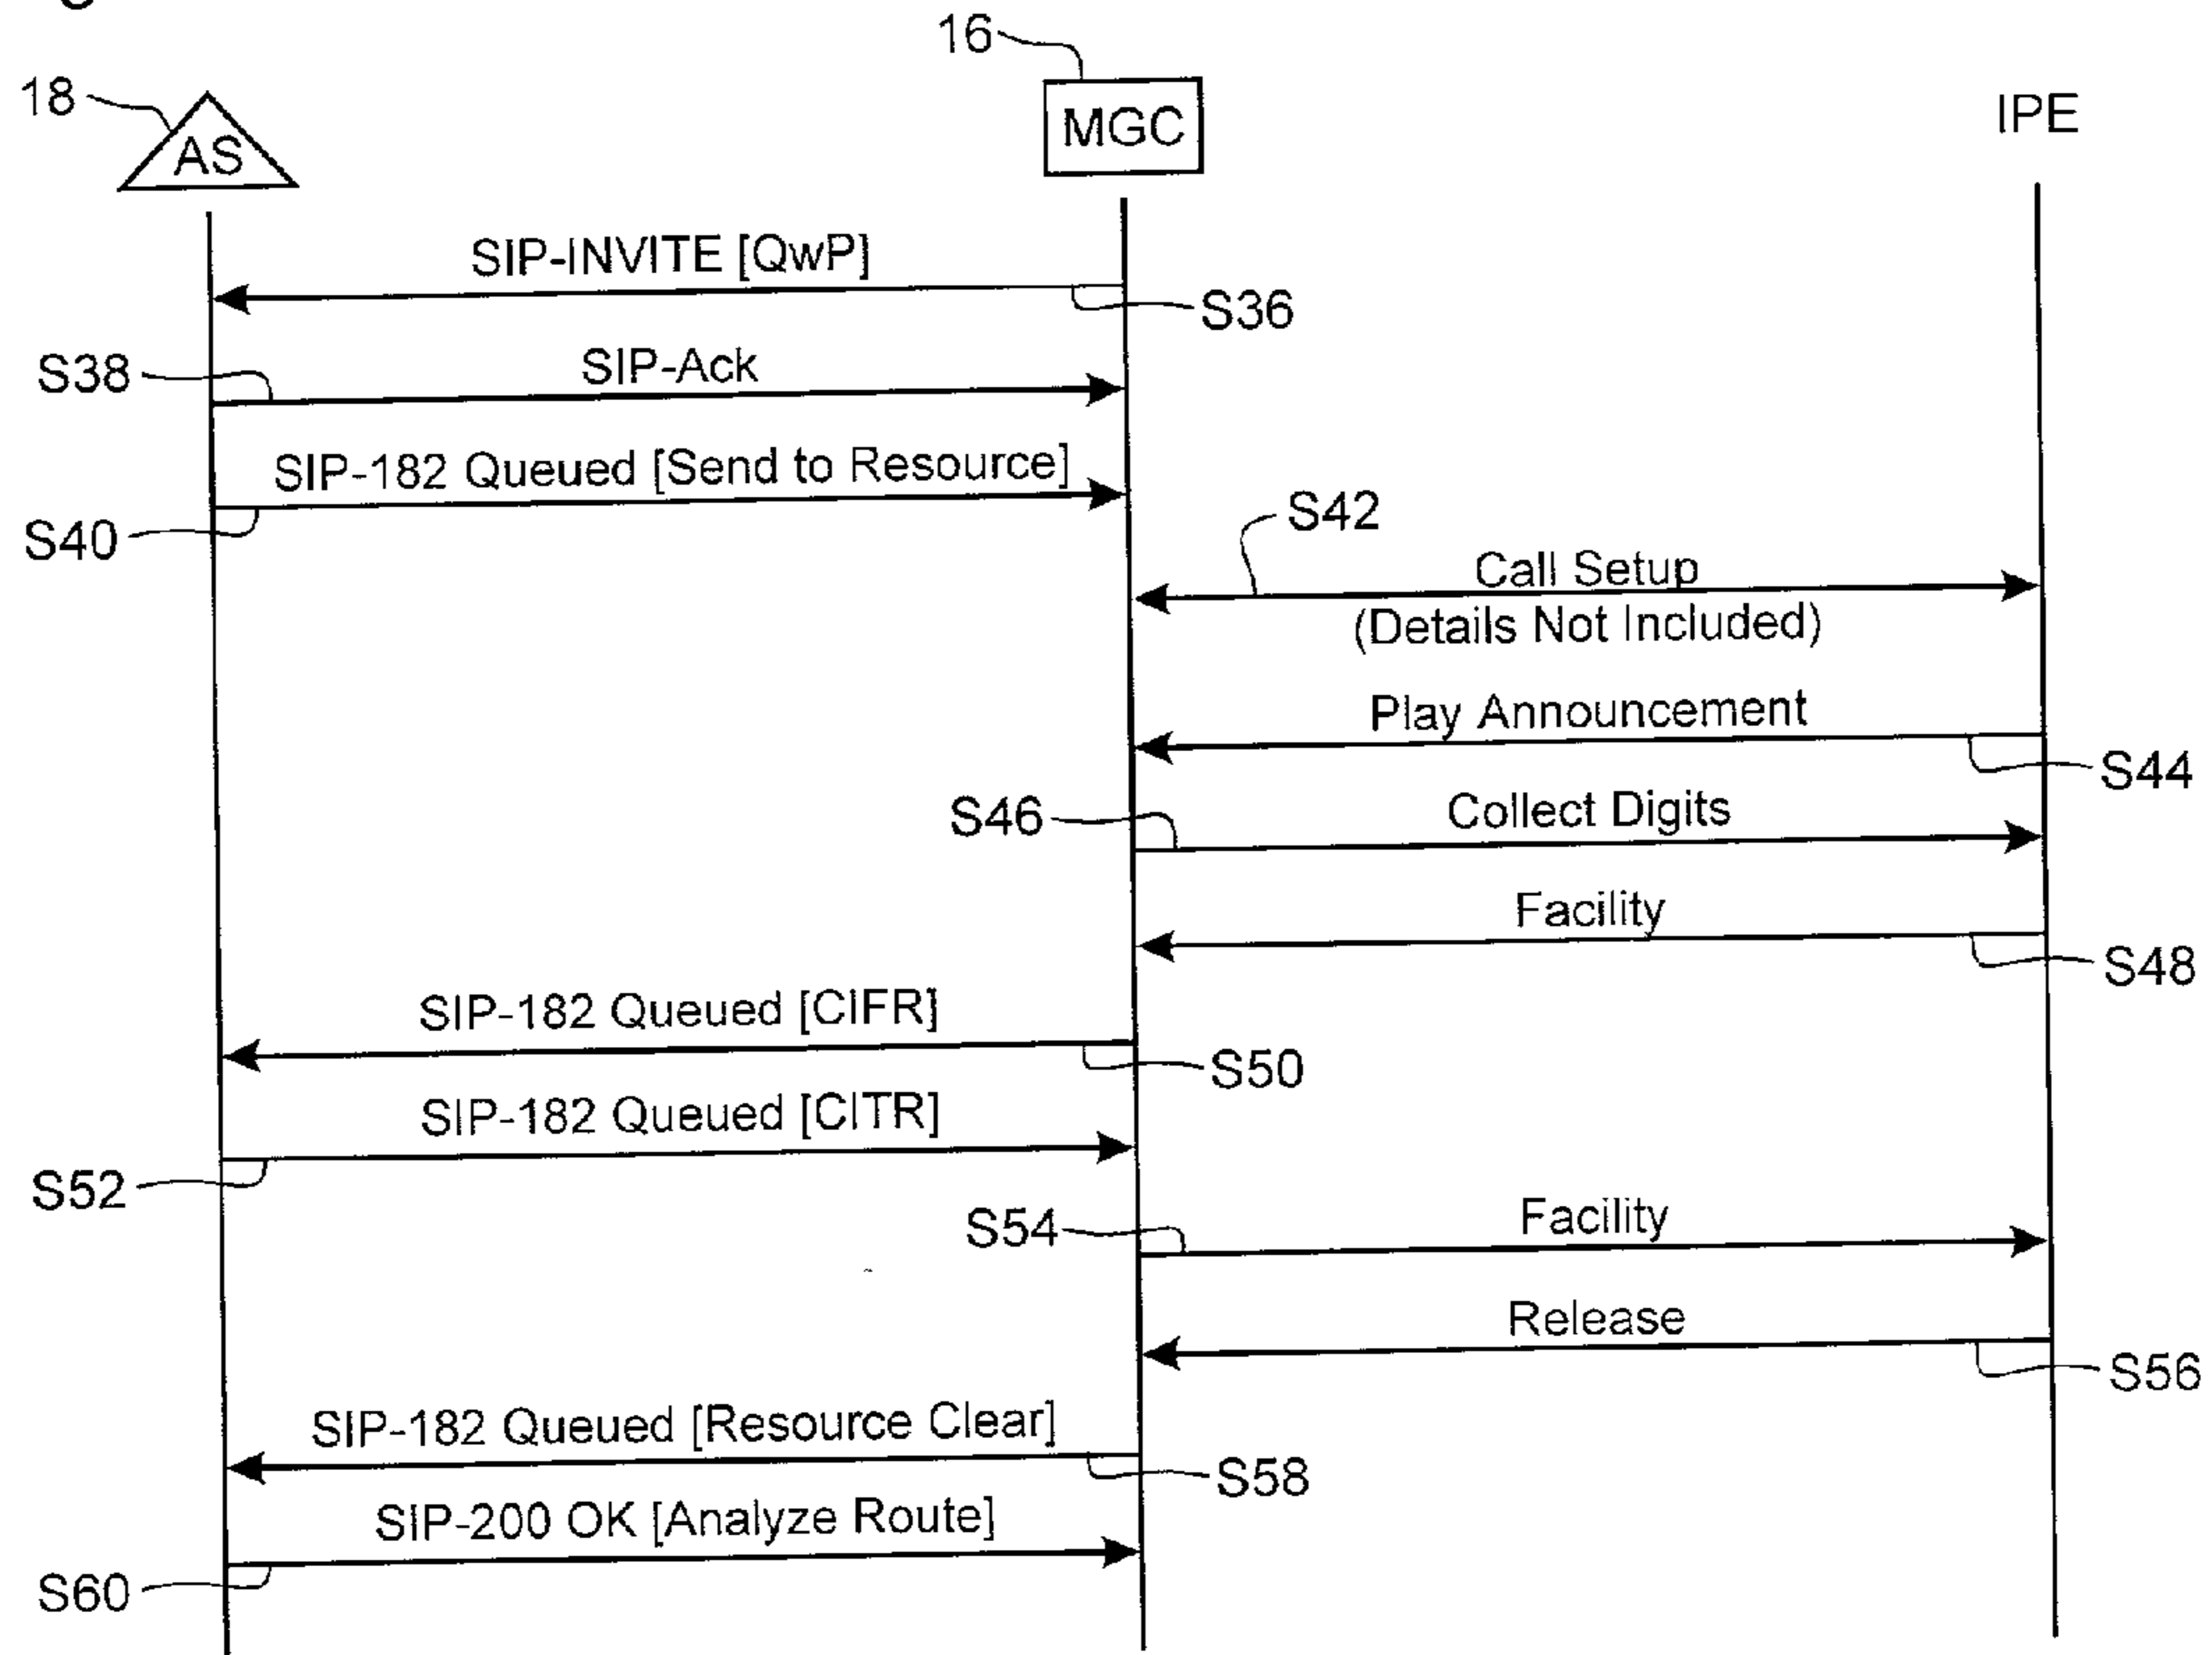 16
18
AS
MGC
IPE
SIP-INVITE [QwP]
S36
S38
SIP-Ack
SIP-182 Queued [Send to Resource]
S40
S42
Call Setup
(Details Not Included)
Play Announcement
S44
S46
Collect Digits
Facility
S48
SIP-182 Queued [CIFR]
S50
SIP-182 Queued [CITR]
S52
S54
Facility
Release
S56
SIP-182 Queued [Resource Clear]
S58
SIP-200 OK [Analyze Route]
S60